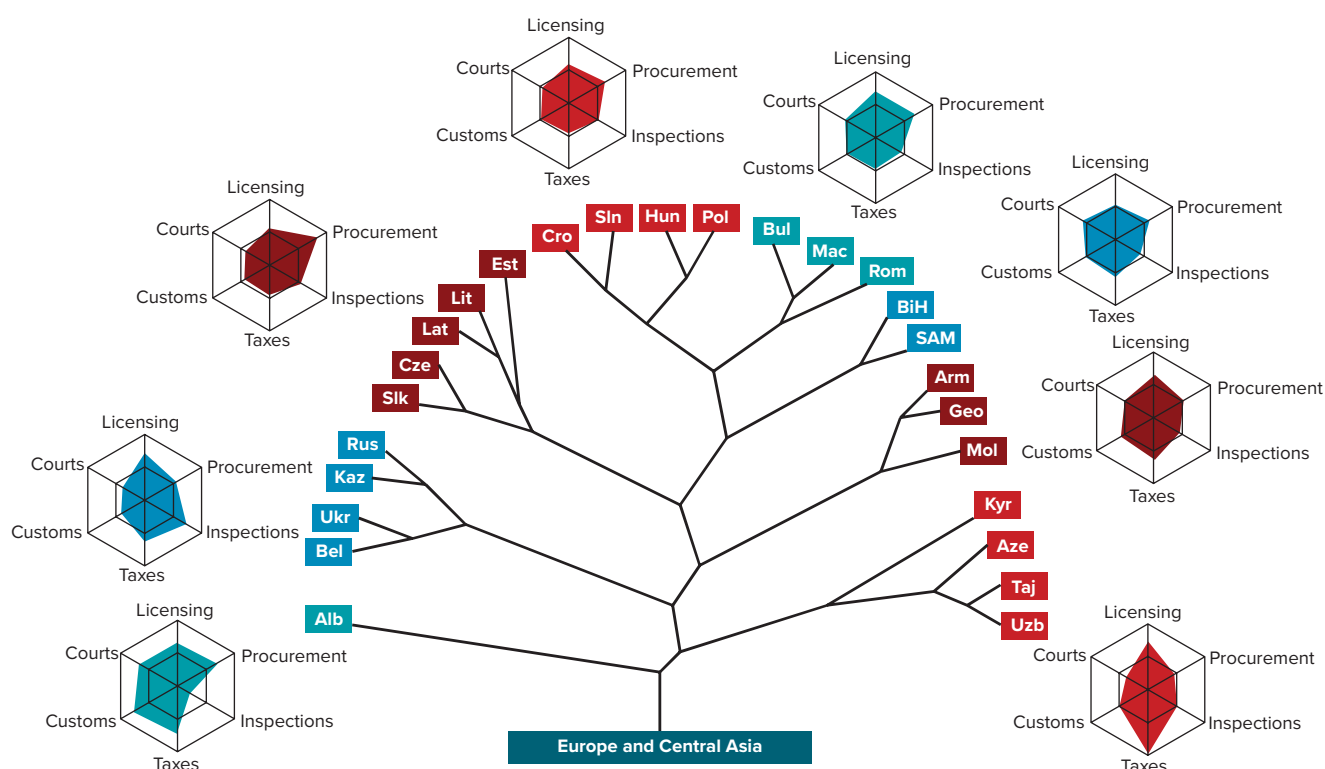 Licensing
Courts
Procurement
Customs
Inspections
Taxes
Licensing
Courts
Procurement
Customs
Inspections
Taxes
Licensing
Courts
Procurement
Customs
Inspections
Taxes
Licensing
Courts
Procurement
Customs
Inspections
Taxes
Licensing
Courts
Procurement
Customs
Inspections
Taxes
Licensing
Courts
Procurement
Customs
Inspections
Taxes
Licensing
Courts
Procurement
Customs
Inspections
Taxes
Licensing
Courts
Procurement
Customs
Inspections
Taxes
Alb
Bel
Ukr
Kaz
Rus
Slk
Cze
Lat
Lit
Est
Cro
Sln
Hun
Pol
Bul
Mac
Rom
BiH
SAM
Arm
Geo
Mol
Kyr
Aze
Taj
Uzb
Europe and Central Asia